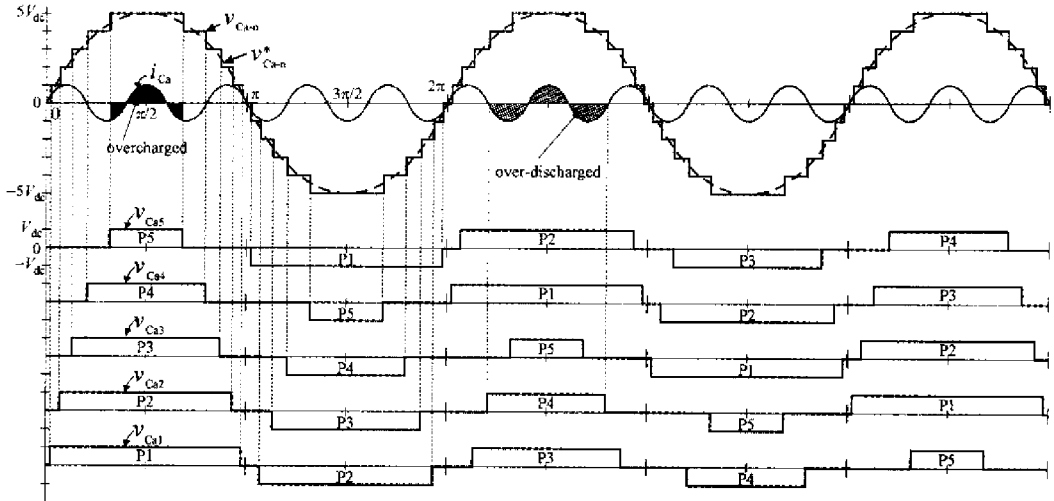 5V_dc
v_Ca-n
v*_Ca-n
i_Ca
0
0
π/2
π
3π/2
2π
overcharged
over-discharged
−5V_dc
V_dc
0
−V_dc
v_Ca5
P5
P1
P2
P3
P4
v_Ca4
P4
P5
P1
P2
P3
v_Ca3
P3
P4
P5
P1
P2
v_Ca2
P2
P3
P4
P5
P1
v_Ca1
P1
P2
P3
P4
P5